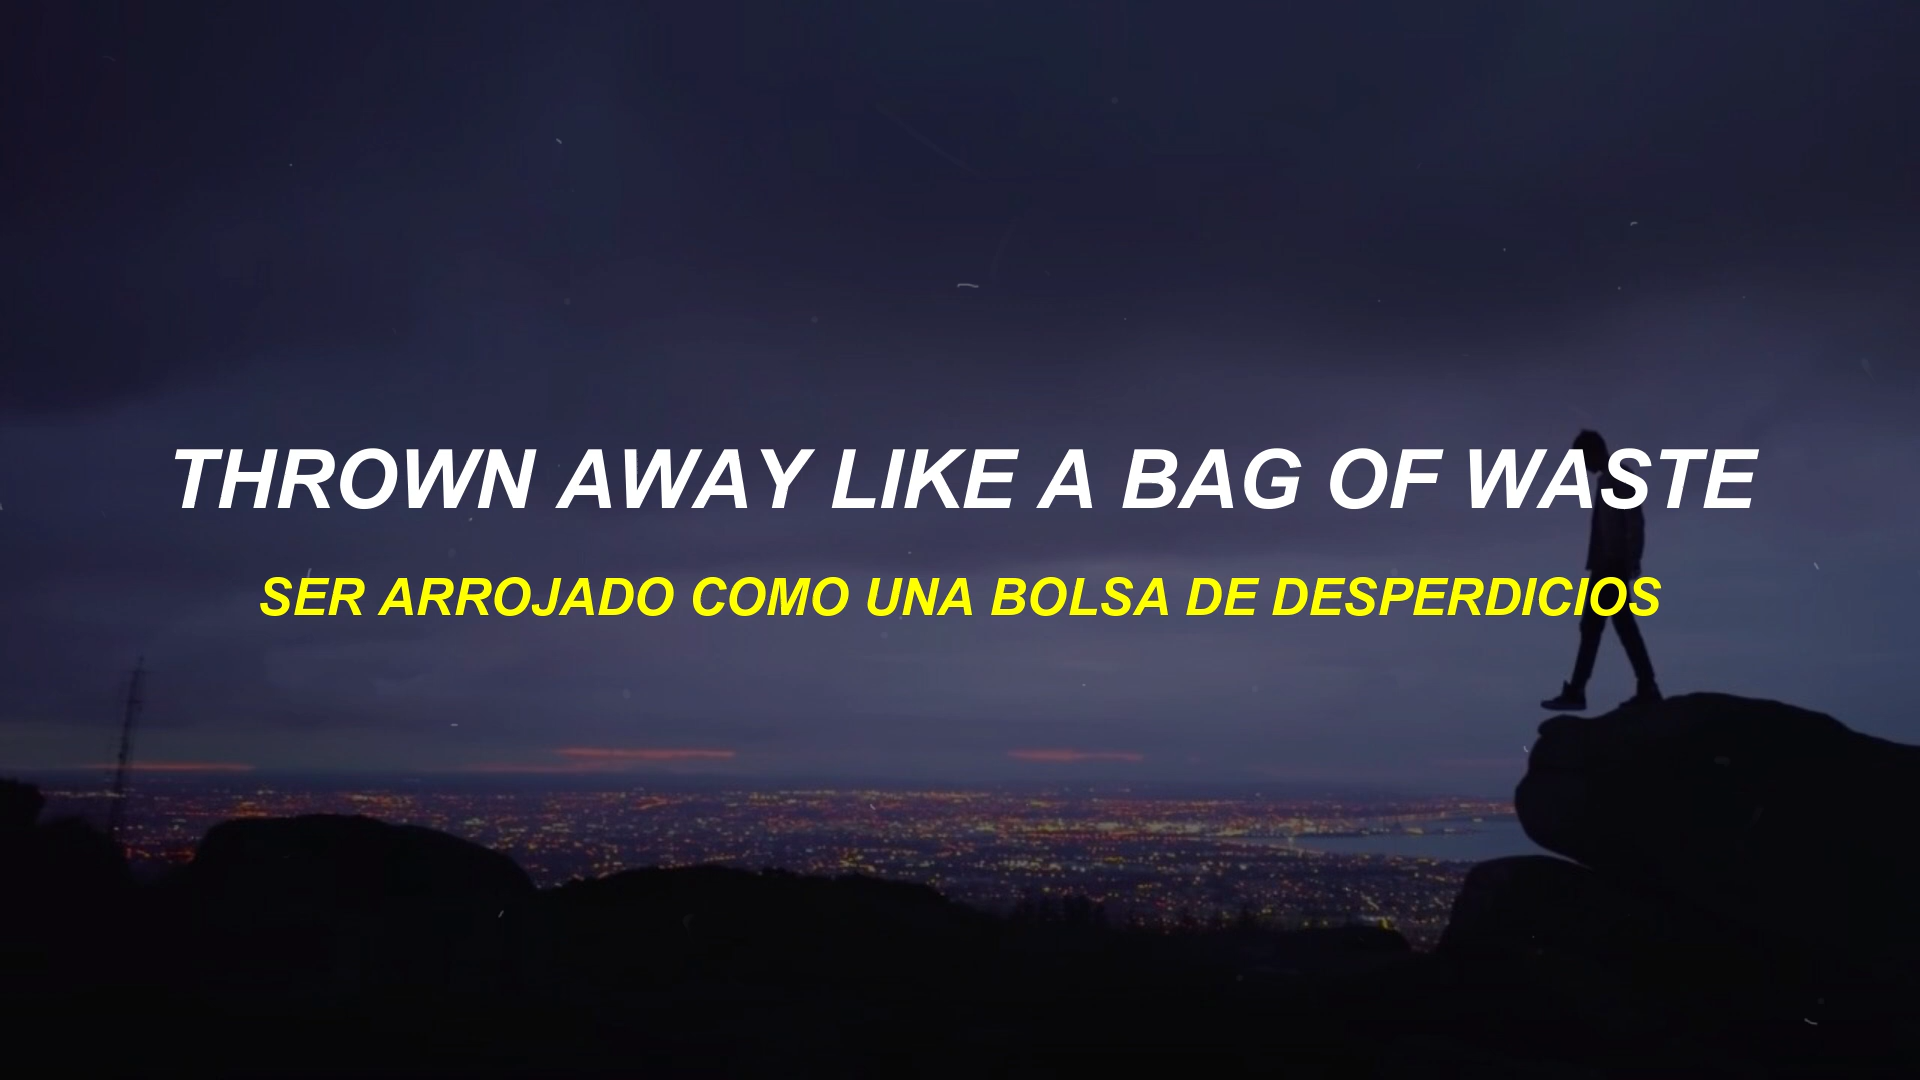 THROWN AWAY LIKE A BAG OF WASTE
SER ARROJADO COMO UNA BOLSA DE DESPERDICIOS